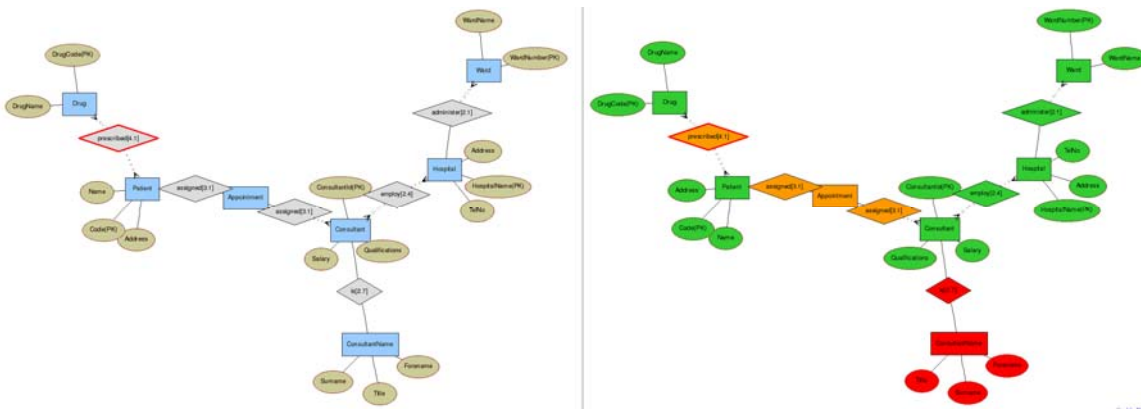 WardName
DrugCode(PK)
WardNumber(PK)
Ward
Drug
DrugName
administer[2.1]
prescribed[4.1]
Address
Hospital
Name
Patient
assigned[3.1]
ConsultantId(PK)
employ[2.4]
HospitalName(PK)
Appointment
assigned[3.1]
TelNo
Code(PK)
Address
Consultant
Qualifications
Salary
is[2.7]
ConsultantName
Forename
Surname
Title
WardNumber(PK)
DrugName
WardName
Ward
DrugCode(PK)
Drug
administer[2.1]
prescribed[4.1]
TelNo
Hospital
Address
Patient
assigned[3.1]
ConsultantId(PK)
employ[2.4]
Address
Appointment
HospitalName(PK)
assigned[3.1]
Code(PK)
Name
Consultant
Salary
Qualifications
ConsultantName
Forename
Title
Surname